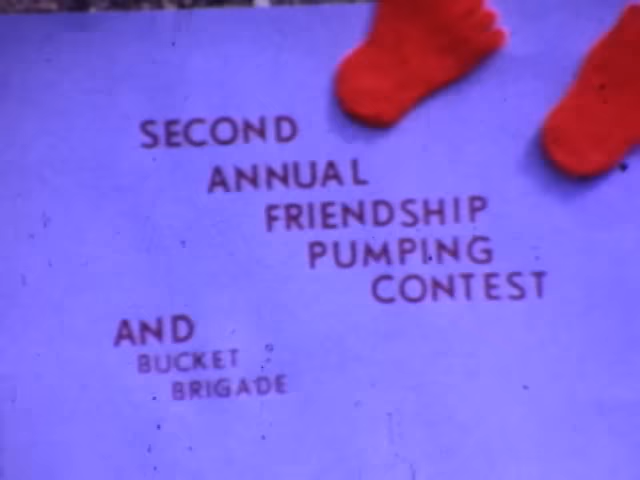 SECOND
ANNUAL
FRIENDSHIP
PUMPING
CONTEST
AND
BUCKET
BRIGADE